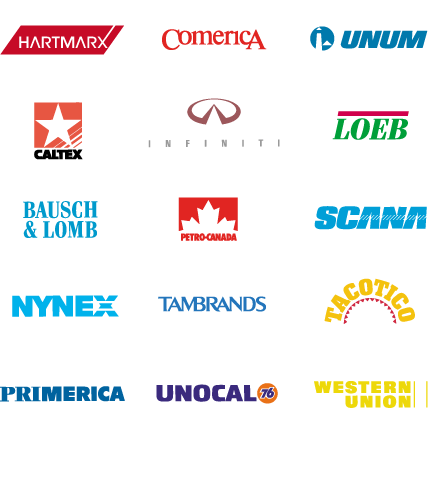 HARTMARX
COMERICA
UNUM
CALTEX
INFINITI
LOEB
BAUSCH
& LOMB
PETRO-CANADA
SCANA
NYNEX
TAMBRANDS
TACOTICO
PRIMERICA
UNOCAL 76
WESTERN
UNION